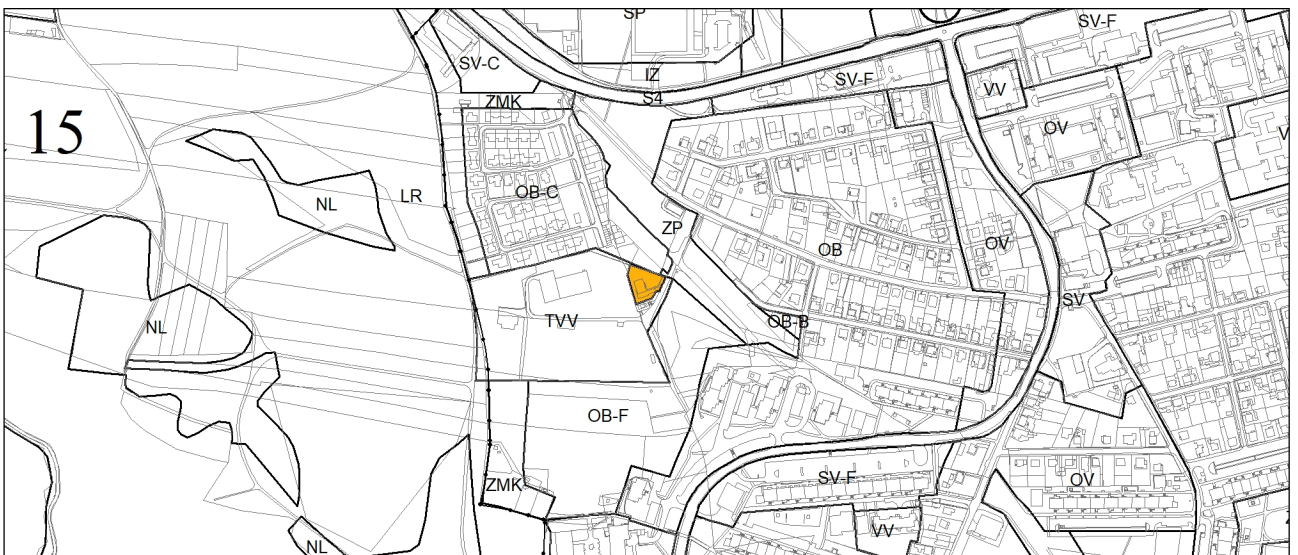 SP
SV-F
SV-C
IZ
SV-F
S4
VV
ZMK
15
OV
LR
OB-C
NL
ZP
OB
OV
SV
TVV
OB-B
NL
OB-F
SV-F
OV
ZMK
VV
NL